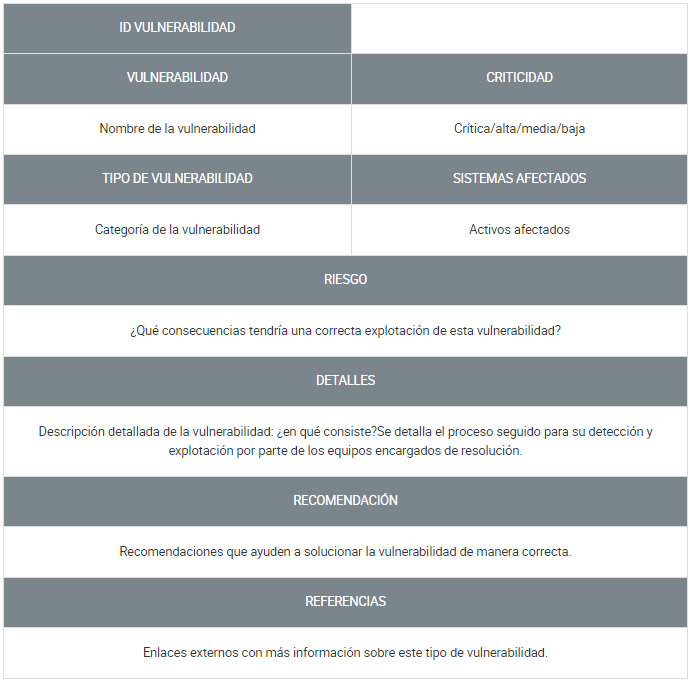 ID VULNERABILIDAD
VULNERABILIDAD
CRITICIDAD
Nombre de la vulnerabilidad
Crítica/alta/media/baja
TIPO DE VULNERABILIDAD
SISTEMAS AFECTADOS
Categoría de la vulnerabilidad
Activos afectados
RIESGO
¿Qué consecuencias tendría una correcta explotación de esta vulnerabilidad?
DETALLES
Descripción detallada de la vulnerabilidad: ¿en qué consiste?Se detalla el proceso seguido para su detección y
explotación por parte de los equipos encargados de resolución.
RECOMENDACIÓN
Recomendaciones que ayuden a solucionar la vulnerabilidad de manera correcta.
REFERENCIAS
Enlaces externos con más información sobre este tipo de vulnerabilidad.